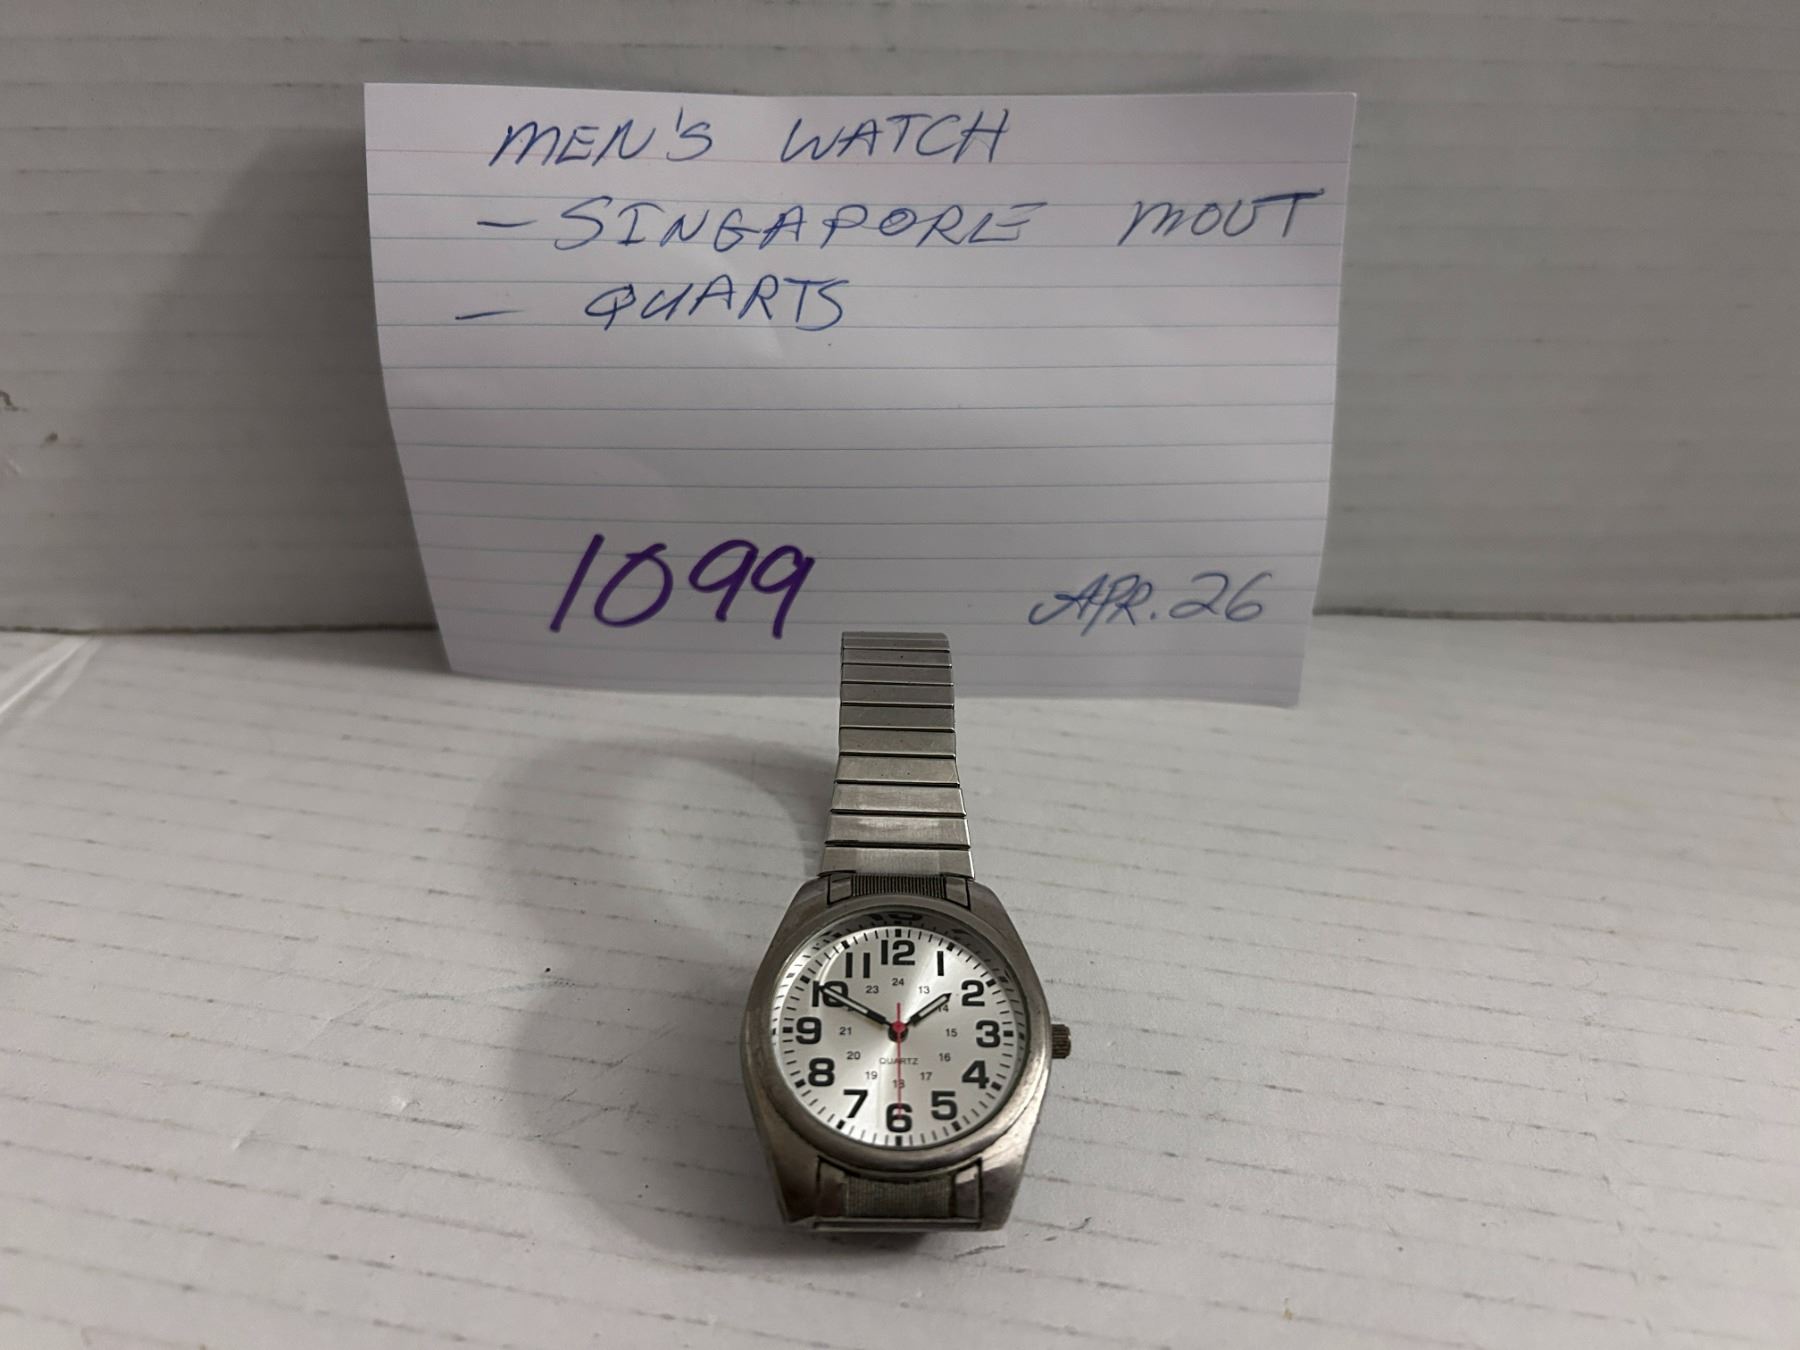 MEN'S WATCH
- SINGAPORE MOUT
- QUARTS
1099 APR. 26
12
11 1
24
23 13
10 2
14
9 21 15 3
20 QUARTZ 16
8 19 17 4
18
7 5
6